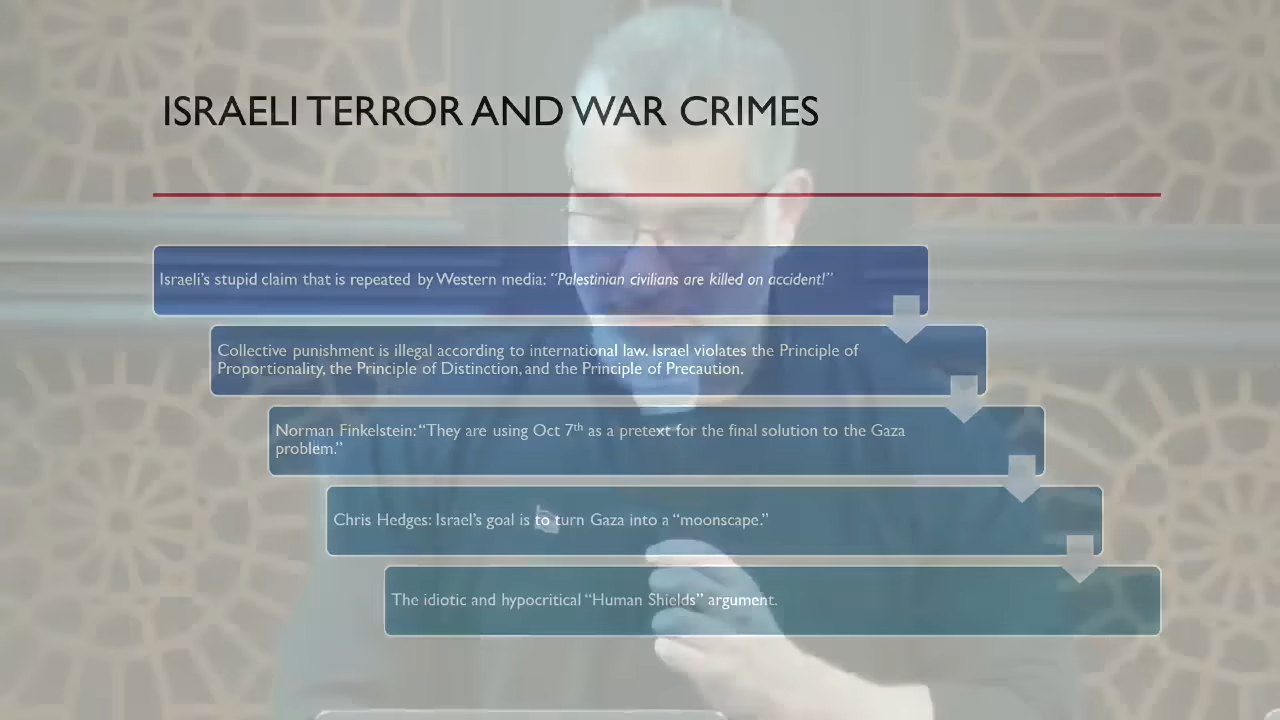 ISRAELI TERROR AND WAR CRIMES
Israeli’s stupid claim that is repeated by Western media: “Palestinian civilians are killed on accident!”
Collective punishment is illegal according to international law. Israel violates the Principle of
Proportionality, the Principle of Distinction, and the Principle of Precaution.
Norman Finkelstein: “They are using Oct 7th as a pretext for the final solution to the Gaza
problem.”
Chris Hedges: Israel’s goal is to turn Gaza into a “moonscape.”
The idiotic and hypocritical “Human Shields” argument.